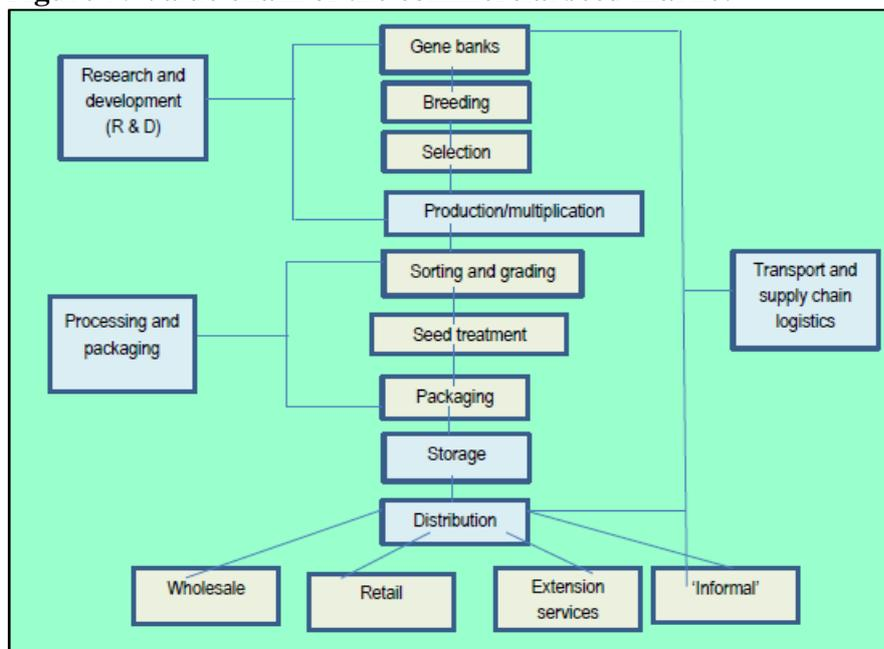 Gene banks
Research and
development
(R & D)
Breeding
Selection
Production/multiplication
Sorting and grading
Transport and
supply chain
logistics
Processing and
packaging
Seed treatment
Packaging
Storage
Distribution
Wholesale
Retail
Extension
services
'Informal'